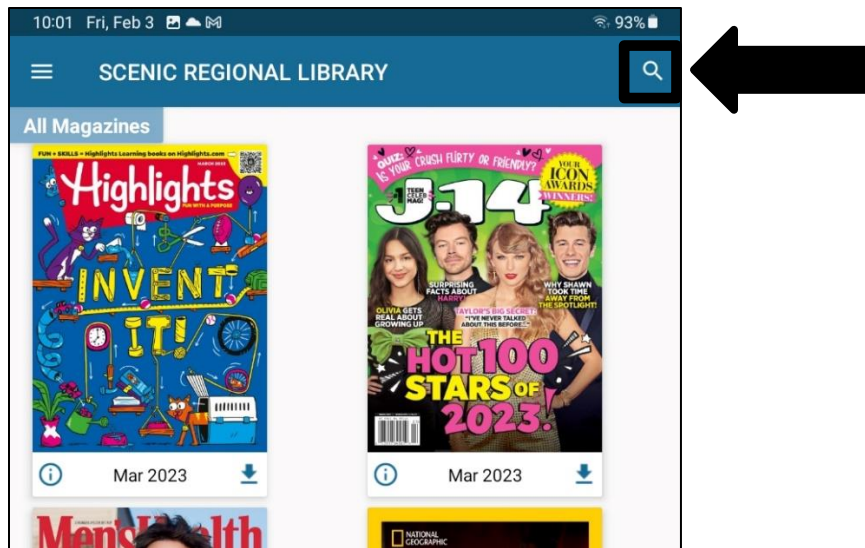 10:01 Fri, Feb 3
93%
SCENIC REGIONAL LIBRARY
All Magazines
FUN + SKILLS = Highlights Learning books on Highlights.com
MARCH 2023
Highlights
FUN WITH A PURPOSE
INVENT
IT!
Mar 2023
QUIZ: IS YOUR CRUSH FLIRTY OR FRIENDLY?
#1 TEEN
CELEB
MAG!
J-14
YOUR
ICON
AWARDS
WINNERS!
SURPRISING
FACTS ABOUT
HARRY!
WHY SHAWN
TOOK TIME
AWAY FROM
THE SPOTLIGHT!
OLIVIA GETS
REAL ABOUT
GROWING UP
TAYLOR'S BIG SECRET:
"I'VE NEVER TALKED
ABOUT THIS BEFORE..."
THE
HOT 100
STARS OF
2023!
Mar 2023
Men's Health
NATIONAL
GEOGRAPHIC